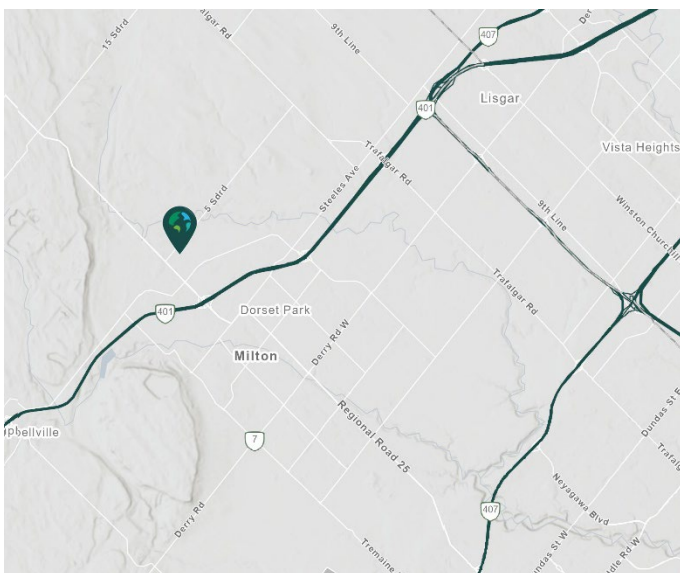 15 Sdrd
Trafalgar Rd
9th Line
407
401
Lisgar
Vista Heights
Trafalgar Rd
Steeles Ave
5 Sdrd
9th Line
Winston Churchill
Trafalgar Rd
401
Dorset Park
Derry Rd W
Milton
Regional Road 25
7
Derry Rd
Dundas St E
Neyagawa Blvd
407
Tremaine